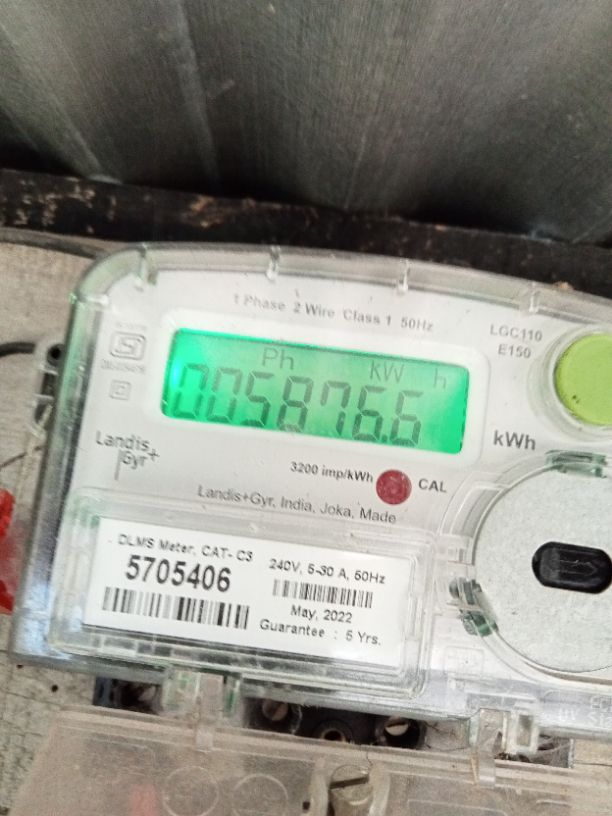 1 Phase 2 Wire Class 1 50Hz
LGC110
E150
Ph kW h
005876.6
kWh
Landis
Gyr+
3200 imp/kWh
CAL
Landis+Gyr, India, Joka, Made
DLMS Meter, CAT- C3
5705406
240V, 5-30 A, 50Hz
May, 2022
Guarantee : 5 Yrs.